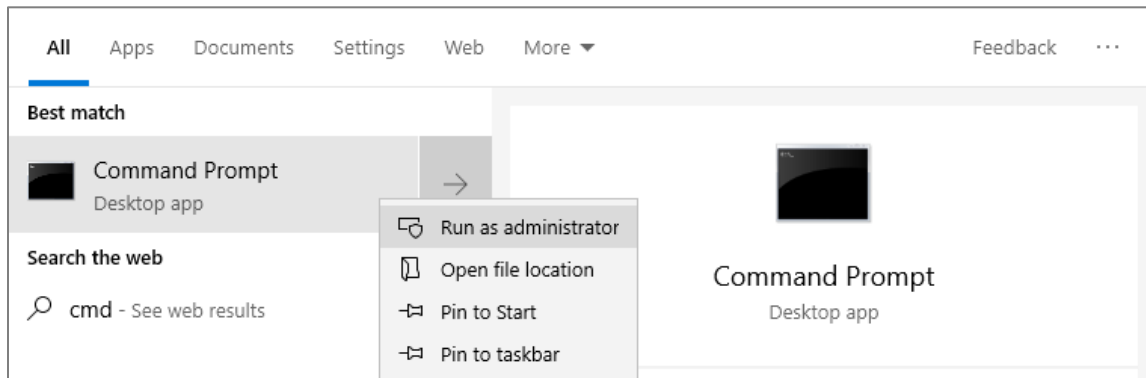 All Apps Documents Settings Web More Feedback ...
Best match
Command Prompt
Desktop app
Search the web
cmd - See web results
Run as administrator
Open file location
Pin to Start
Pin to taskbar
Command Prompt
Desktop app